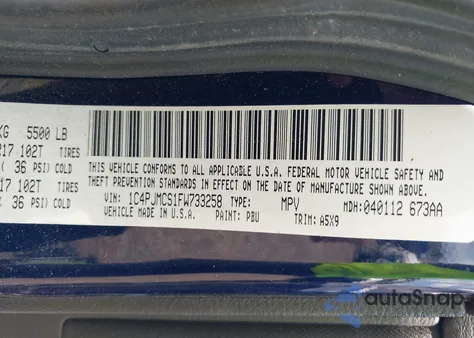 KG 5500 LB
R17 102T TIRES
( 36 PSI) COLD
17 102T TIRES
36 PSI) COLD
THIS VEHICLE CONFORMS TO ALL APPLICABLE U.S.A. FEDERAL MOTOR VEHICLE SAFETY AND
THEFT PREVENTION STANDARDS IN EFFECT ON THE DATE OF MANUFACTURE SHOWN ABOVE.
VIN: 1C4PJMCS1FW733258 TYPE: MPV MDH: 040112 673AA
VEHICLE MADE IN U.S.A. PAINT: PBU TRIM: A5X9
autoSnap